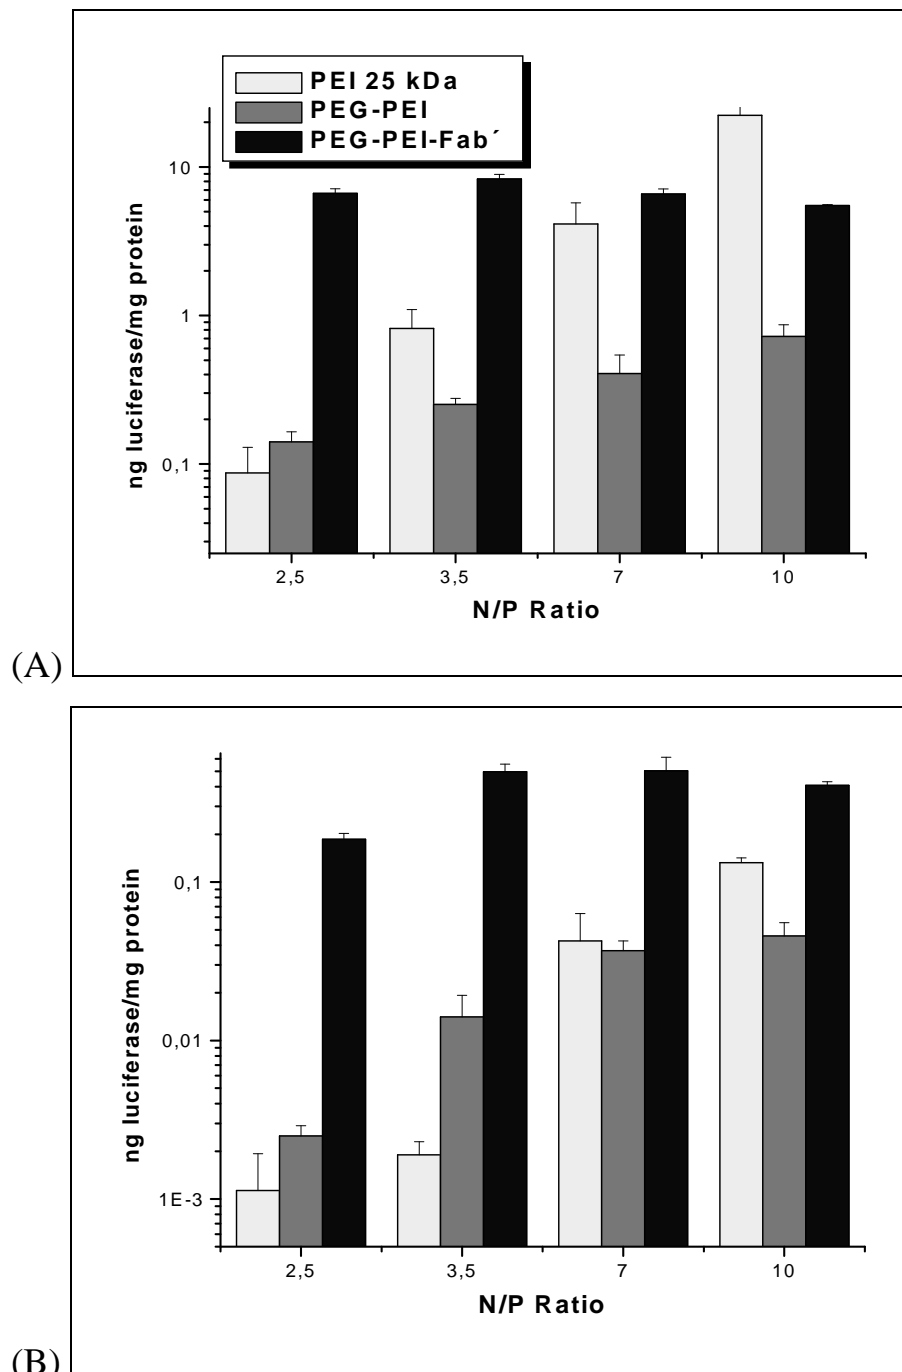 PEI 25 kDa
PEG-PEI
PEG-PEI-Fab´
10
1
0,1
ng luciferase/mg protein
2,5 3,5 7 10
N/P Ratio
(A)
0,1
0,01
1E-3
ng luciferase/mg protein
2,5 3,5 7 10
N/P Ratio
(B)